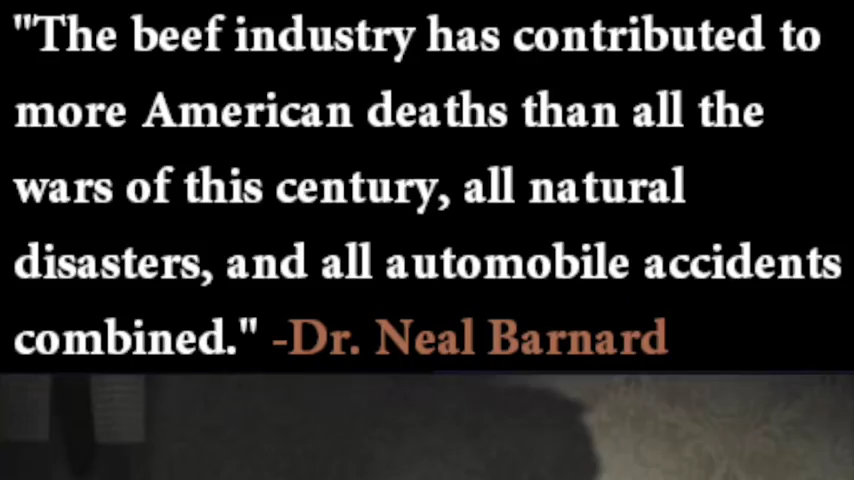 "The beef industry has contributed to
more American deaths than all the
wars of this century, all natural
disasters, and all automobile accidents
combined." -Dr. Neal Barnard